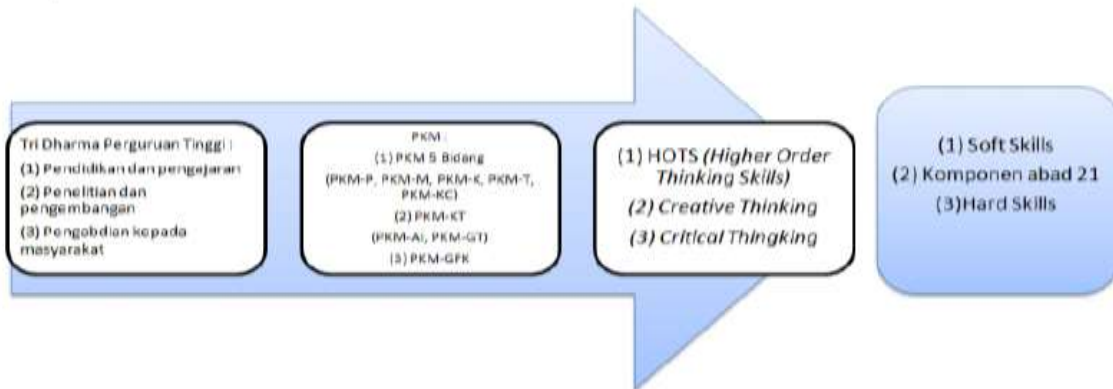 Tri Dharma Perguruan Tinggi :
(1) Pendidikan dan pengajaran
(2) Penelitian dan
pengembangan
(3) Pengabdian kepada
masyarakat
PKM :
(1) PKM 5 Bidang
(PKM-P, PKM-M, PKM-K, PKM-T,
PKM-KC)
(2) PKM-KT
(PKM-AI, PKM-GT)
(3) PKM-GFK
(1) HOTS (Higher Order
Thinking Skills)
(2) Creative Thinking
(3) Critical Thingking
(1) Soft Skills
(2) Komponen abad 21
(3)Hard Skills